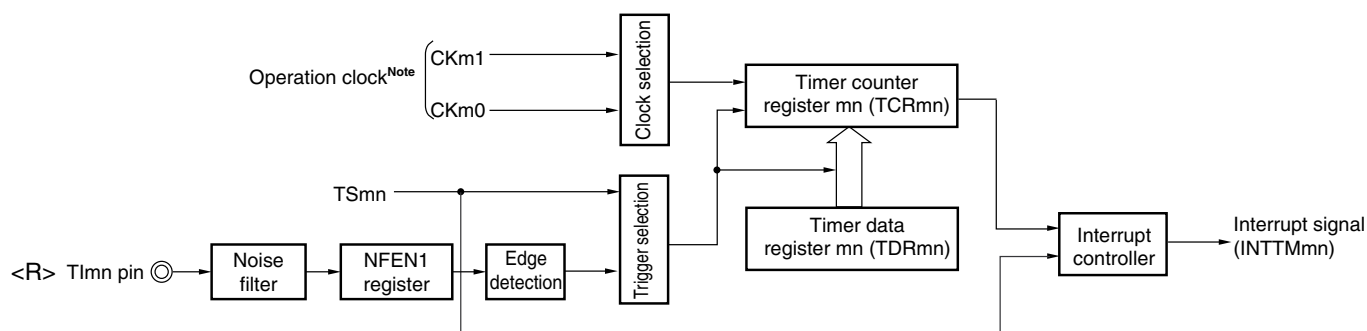 Operation clockNote
CKm1
CKm0
Clock selection
Timer counter
register mn (TCRmn)
TSmn
Trigger selection
Timer data
register mn (TDRmn)
Interrupt
controller
Interrupt signal
(INTTMmn)
<R> TImn pin
Noise
filter
NFEN1
register
Edge
detection